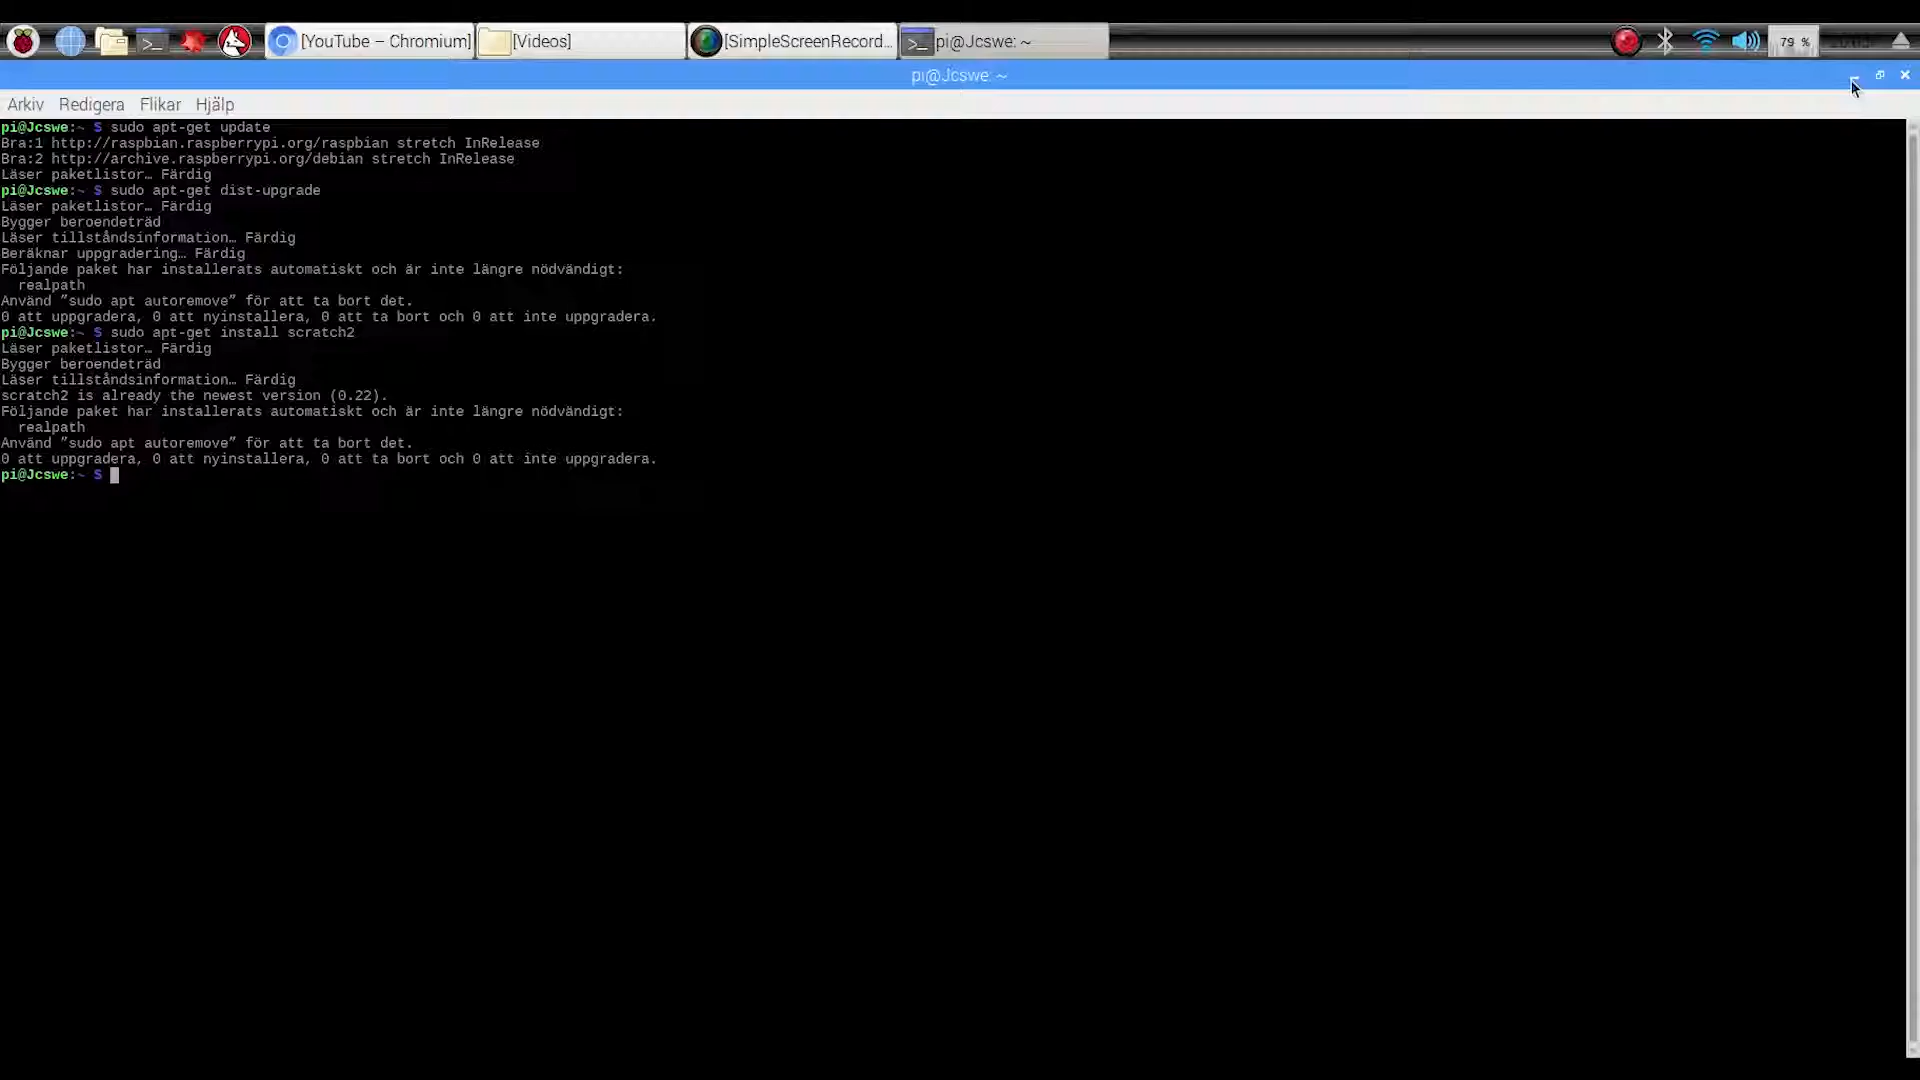 [YouTube – Chromium] [Videos] [SimpleScreenRecord... pi@Jcswe: ~ 79 %
pi@Jcswe: ~
Arkiv Redigera Flikar Hjälp
pi@Jcswe:~ $ sudo apt-get update
Bra:1 http://raspbian.raspberrypi.org/raspbian stretch InRelease
Bra:2 http://archive.raspberrypi.org/debian stretch InRelease
Läser paketlistor… Färdig
pi@Jcswe:~ $ sudo apt-get dist-upgrade
Läser paketlistor… Färdig
Bygger beroendeträd
Läser tillståndsinformation… Färdig
Beräknar uppgradering… Färdig
Följande paket har installerats automatiskt och är inte längre nödvändigt:
realpath
Använd ”sudo apt autoremove” för att ta bort det.
0 att uppgradera, 0 att nyinstallera, 0 att ta bort och 0 att inte uppgradera.
pi@Jcswe:~ $ sudo apt-get install scratch2
Läser paketlistor… Färdig
Bygger beroendeträd
Läser tillståndsinformation… Färdig
scratch2 is already the newest version (0.22).
Följande paket har installerats automatiskt och är inte längre nödvändigt:
realpath
Använd ”sudo apt autoremove” för att ta bort det.
0 att uppgradera, 0 att nyinstallera, 0 att ta bort och 0 att inte uppgradera.
pi@Jcswe:~ $